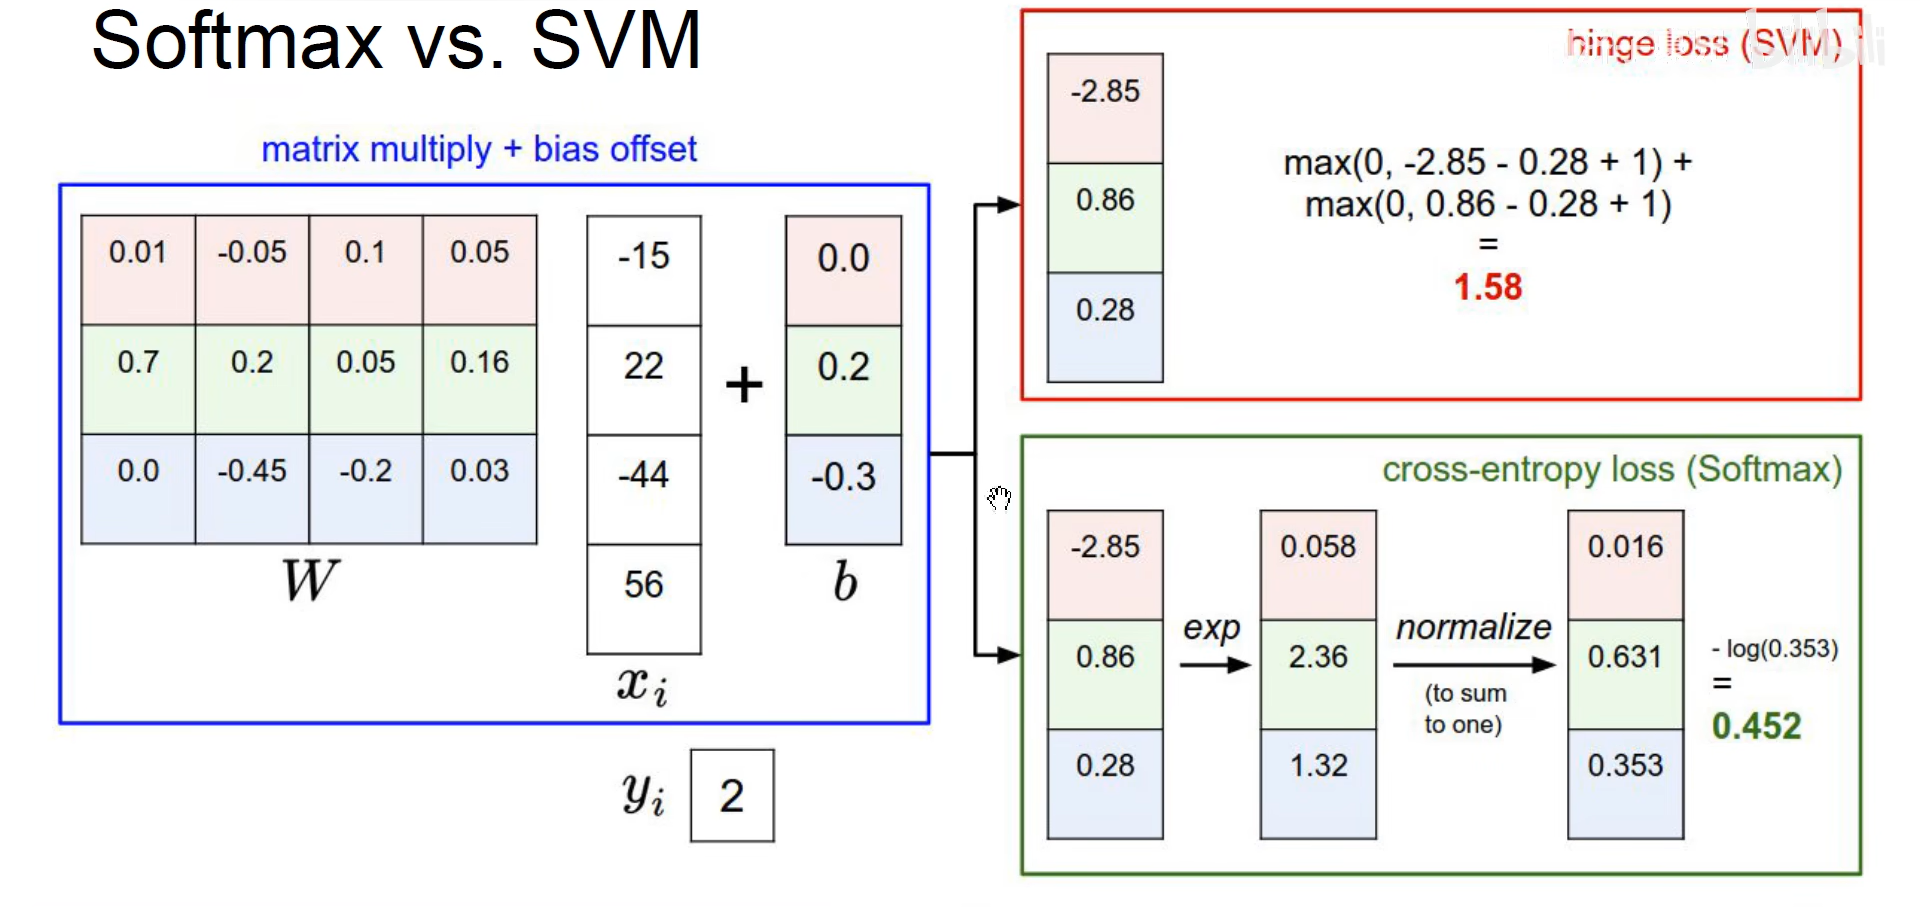 Softmax vs. SVM
matrix multiply + bias offset
0.01 -0.05 0.1 0.05
0.7 0.2 0.05 0.16
0.0 -0.45 -0.2 0.03
W
-15
22
-44
56
x_i
+
0.0
0.2
-0.3
b
y_i 2
hinge loss (SVM)
bilibili
-2.85
0.86
0.28
max(0, -2.85 - 0.28 + 1) +
max(0, 0.86 - 0.28 + 1)
=
1.58
cross-entropy loss (Softmax)
-2.85
0.86
0.28
exp
0.058
2.36
1.32
normalize
(to sum
to one)
0.016
0.631
0.353
- log(0.353)
=
0.452